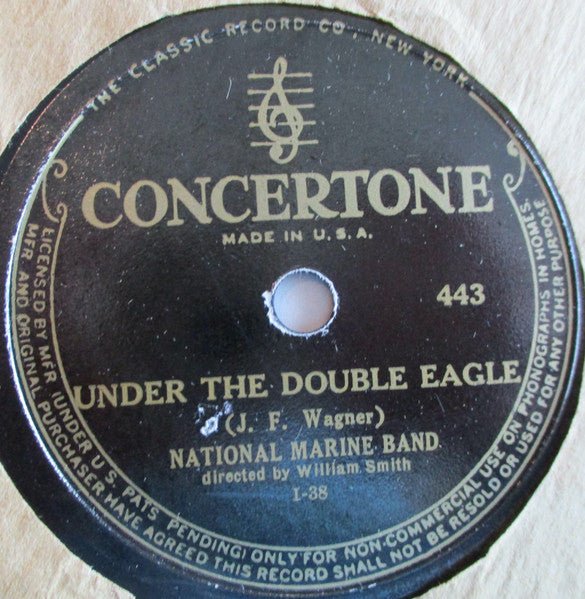 THE CLASSIC RECORD CO., NEW YORK
CONCERTONE
MADE IN U.S.A.
443
UNDER THE DOUBLE EAGLE
(J. F. Wagner)
NATIONAL MARINE BAND
directed by William Smith
I-38
LICENSED BY MFR (UNDER U.S. PATS. PENDING) ONLY FOR NON-COMMERCIAL USE ON PHONOGRAPHS IN HOMES.
MFR. AND ORIGINAL PURCHASER HAVE AGREED THIS RECORD SHALL NOT BE RESOLD OR USED FOR ANY OTHER PURPOSE